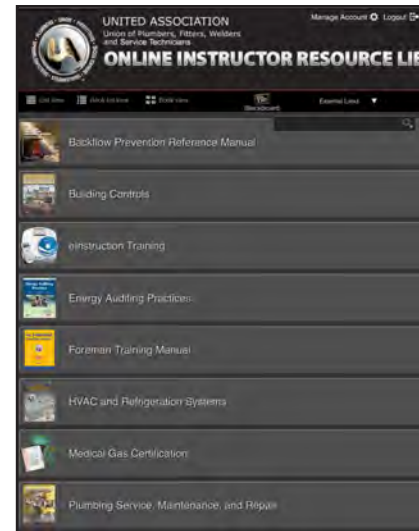 UNITED ASSOCIATION
Union of Plumbers, Fitters, Welders
and Service Technicians
Manage Account Logout
ONLINE INSTRUCTOR RESOURCE LIB
View
View
Blackboard
External Links
Backflow Prevention Reference Manual
Building Controls
eInstruction Training
Energy Auditing Practices
Foreman Training Manual
HVAC and Refrigeration Systems
Medical Gas Certification
Plumbing Service, Maintenance, and Repair